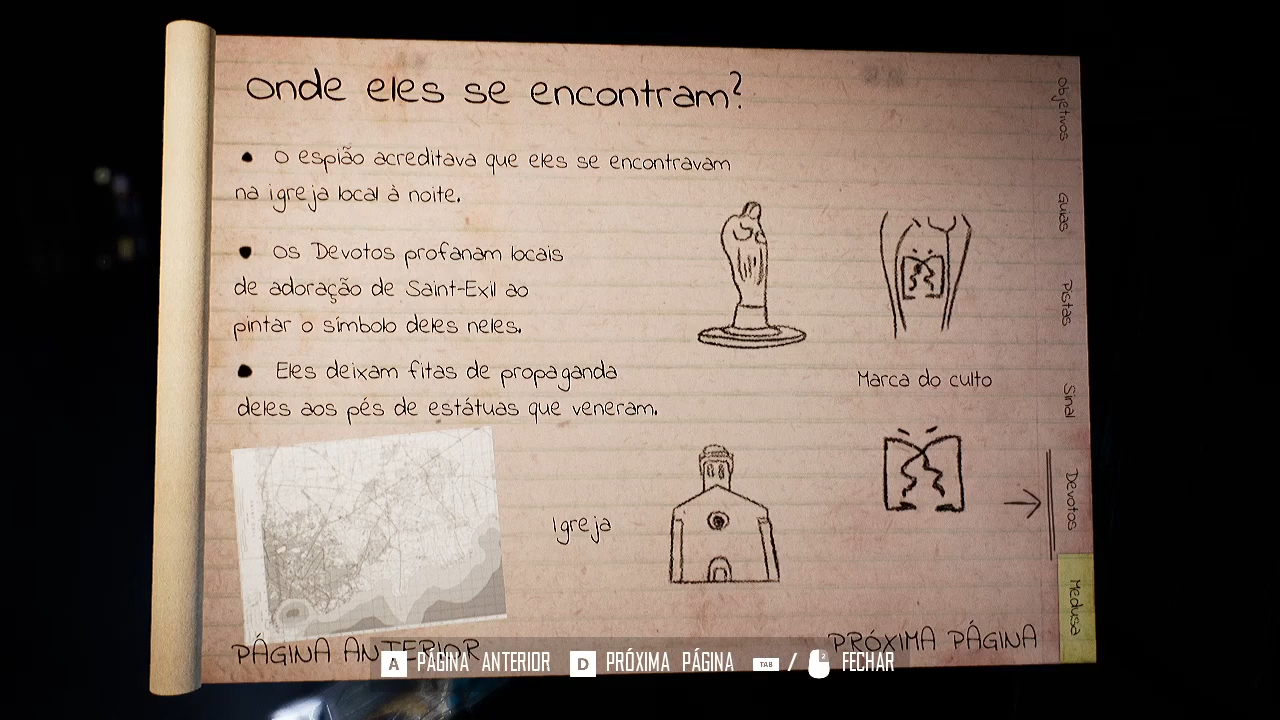 Onde eles se encontram?
• O espião acreditava que eles se encontravam
na igreja local à noite.
• Os Devotos profanam locais
de adoração de Saint-Exil ao
pintar o símbolo deles neles.
• Eles deixam fitas de propaganda
deles aos pés de estátuas que veneram.
Marca do culto
Igreja
Objetivos
Guias
Pistas
Sinal
Devotos
Medusa
PÁGINA ANTERIOR
PRÓXIMA PÁGINA
A PÁGINA ANTERIOR D PRÓXIMA PÁGINA TAB / 2 FECHAR